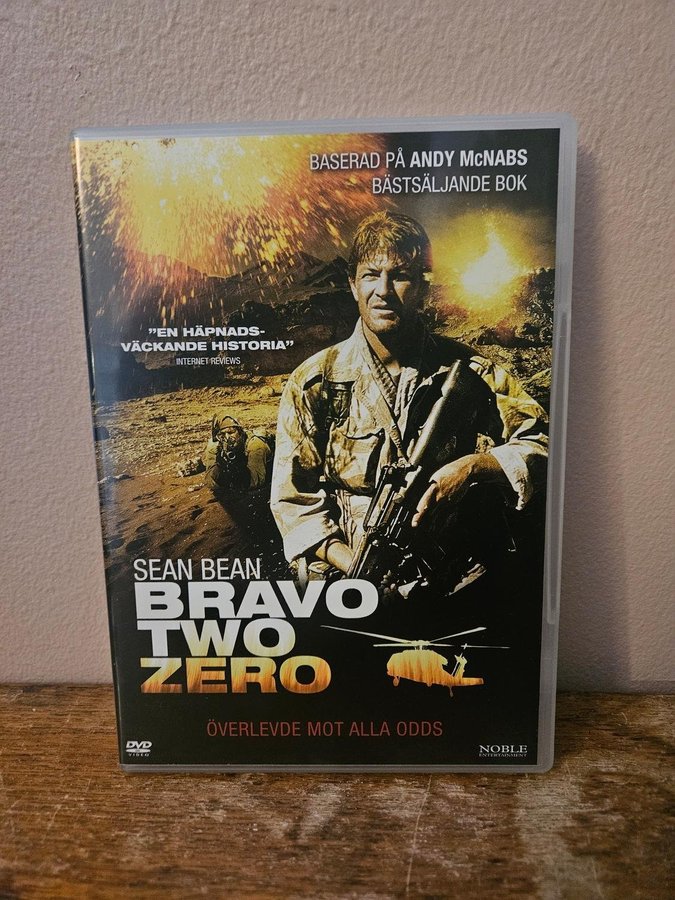 BASERAD PÅ ANDY McNABS
BÄSTSÄLJANDE BOK
"EN HÄPNADS-
VÄCKANDE HISTORIA"
INTERNET REVIEWS
SEAN BEAN
BRAVO
TWO
ZERO
ÖVERLEVDE MOT ALLA ODDS
DVD
VIDEO
NOBLE
ENTERTAINMENT